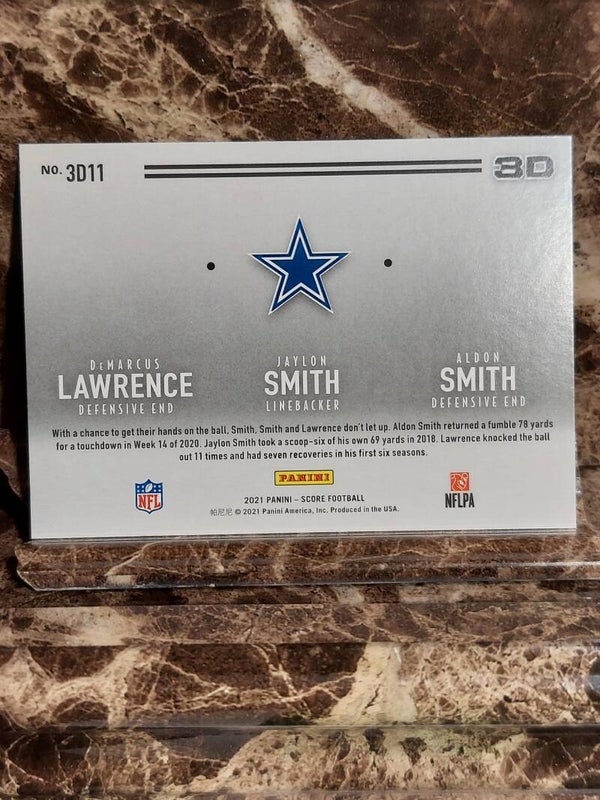 No. 3D11
3D
DeMARCUS
LAWRENCE
DEFENSIVE END
JAYLON
SMITH
LINEBACKER
ALDON
SMITH
DEFENSIVE END
With a chance to get their hands on the ball, Smith, Smith and Lawrence don't let up. Aldon Smith returned a fumble 78 yards
for a touchdown in Week 14 of 2020. Jaylon Smith took a scoop-six of his own 69 yards in 2018. Lawrence knocked the ball
out 11 times and had seven recoveries in his first six seasons.
NFL
PANINI
2021 PANINI – SCORE FOOTBALL
帕尼尼 © 2021 Panini America, Inc. Produced in the USA.
NFLPA